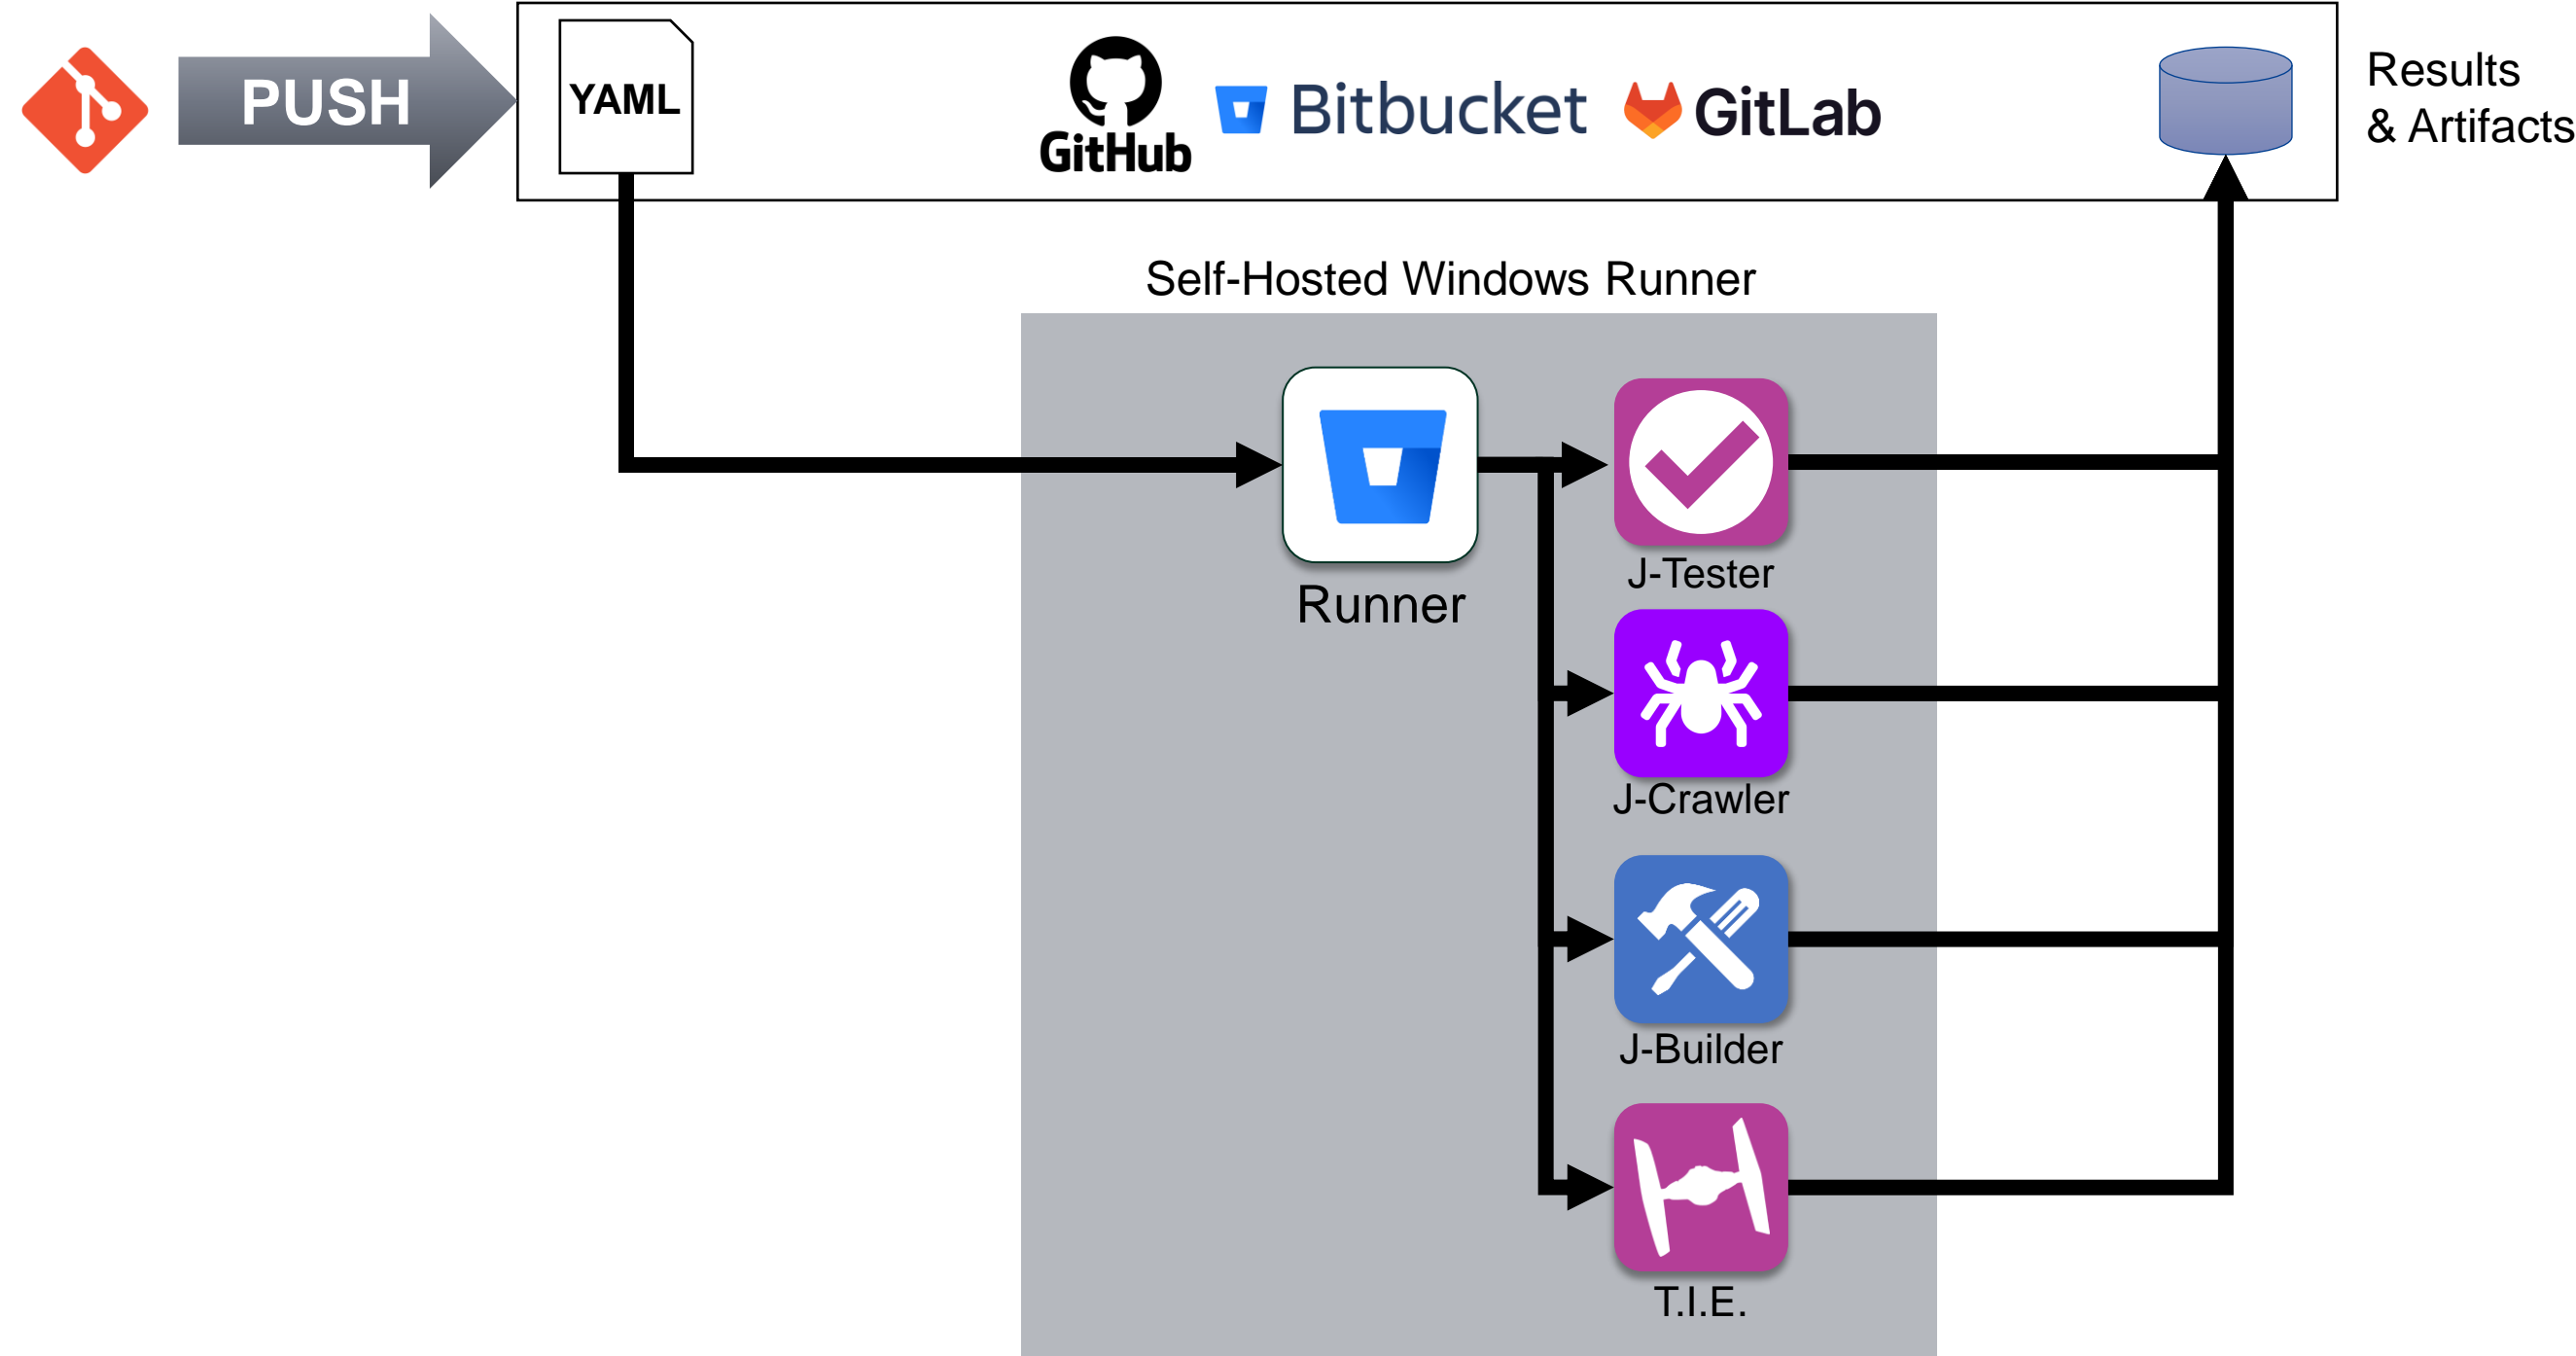 PUSH
YAML
GitHub
Bitbucket
GitLab
Results
& Artifacts
Self-Hosted Windows Runner
Runner
J-Tester
J-Crawler
J-Builder
T.I.E.